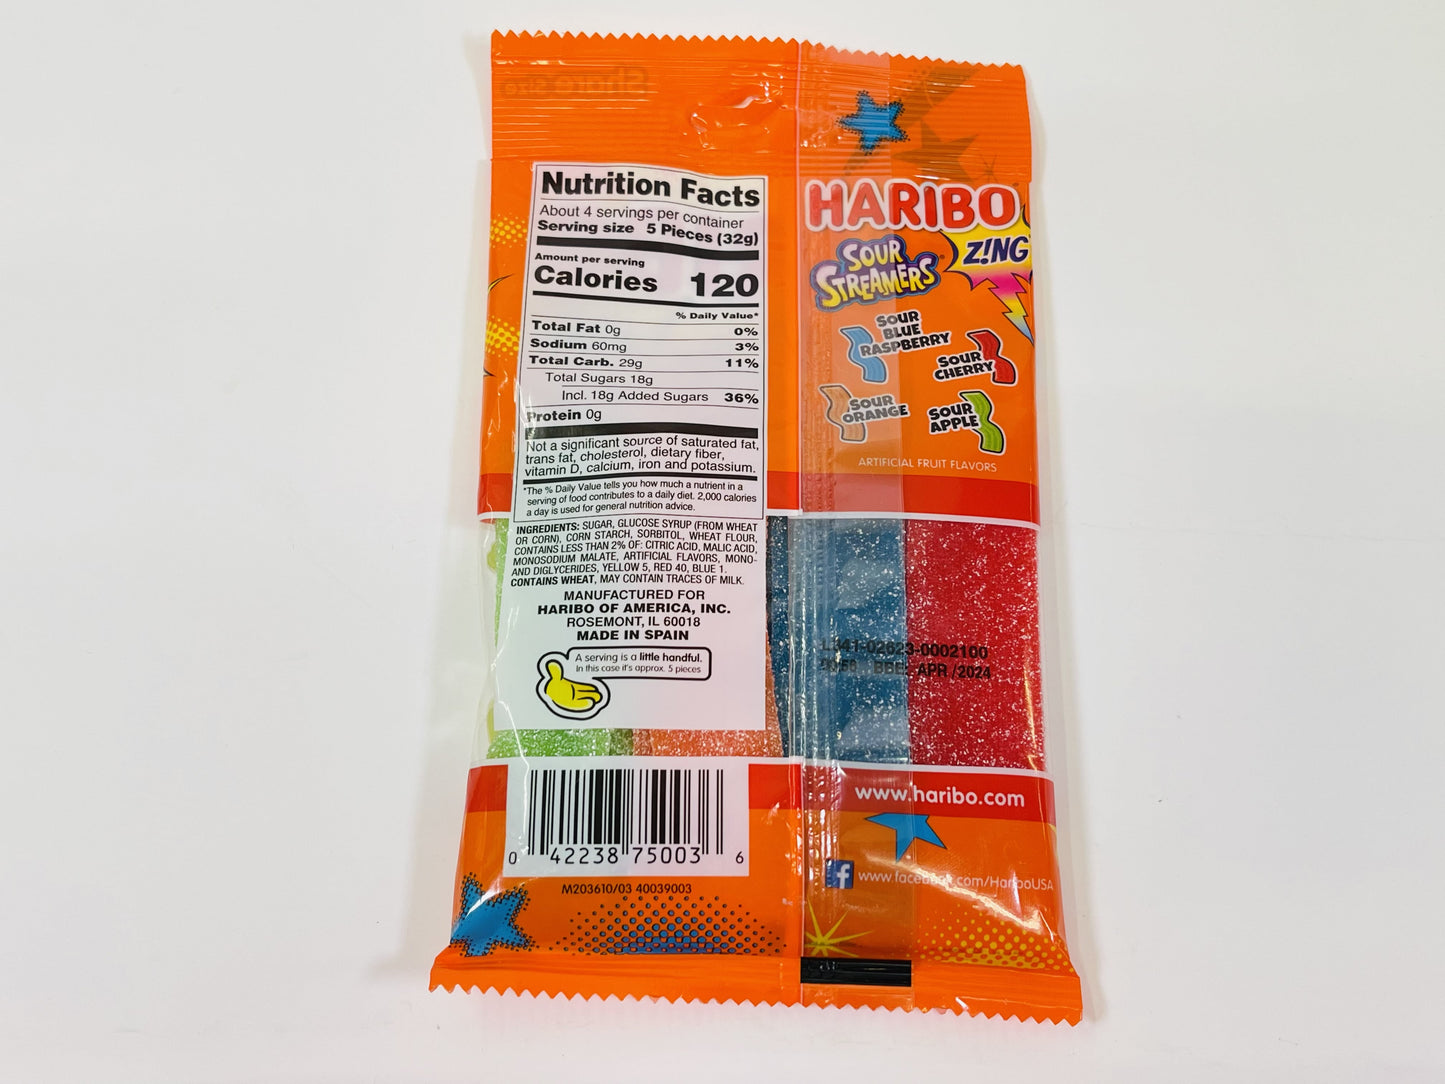 Share Size
Nutrition Facts
About 4 servings per container
Serving size 5 Pieces (32g)
Amount per serving
Calories 120
% Daily Value*
Total Fat 0g 0%
Sodium 60mg 3%
Total Carb. 29g 11%
Total Sugars 18g
Incl. 18g Added Sugars 36%
Protein 0g
Not a significant source of saturated fat,
trans fat, cholesterol, dietary fiber,
vitamin D, calcium, iron and potassium.
*The % Daily Value tells you how much a nutrient in a
serving of food contributes to a daily diet. 2,000 calories
a day is used for general nutrition advice.
INGREDIENTS: SUGAR, GLUCOSE SYRUP (FROM WHEAT
OR CORN), CORN STARCH, SORBITOL, WHEAT FLOUR,
CONTAINS LESS THAN 2% OF: CITRIC ACID, MALIC ACID,
MONOSODIUM MALATE, ARTIFICIAL FLAVORS, MONO-
AND DIGLYCERIDES, YELLOW 5, RED 40, BLUE 1.
CONTAINS WHEAT, MAY CONTAIN TRACES OF MILK.
MANUFACTURED FOR
HARIBO OF AMERICA, INC.
ROSEMONT, IL 60018
MADE IN SPAIN
A serving is a little handful.
In this case it's approx. 5 pieces
0 42238 75003 6
M203610/03 40039003
HARIBO
SOUR
STREAMERS®
Z!NG
SOUR
BLUE
RASPBERRY
SOUR
CHERRY
SOUR
ORANGE
SOUR
APPLE
ARTIFICIAL FRUIT FLAVORS
L341-02623-0002100
BBE: APR /2024
www.haribo.com
f www.facebook.com/HariboUSA